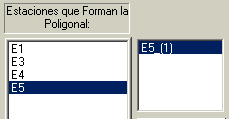 Estaciones que Forman la
Poligonal:
E1
E3
E4
E5
E5_(1)